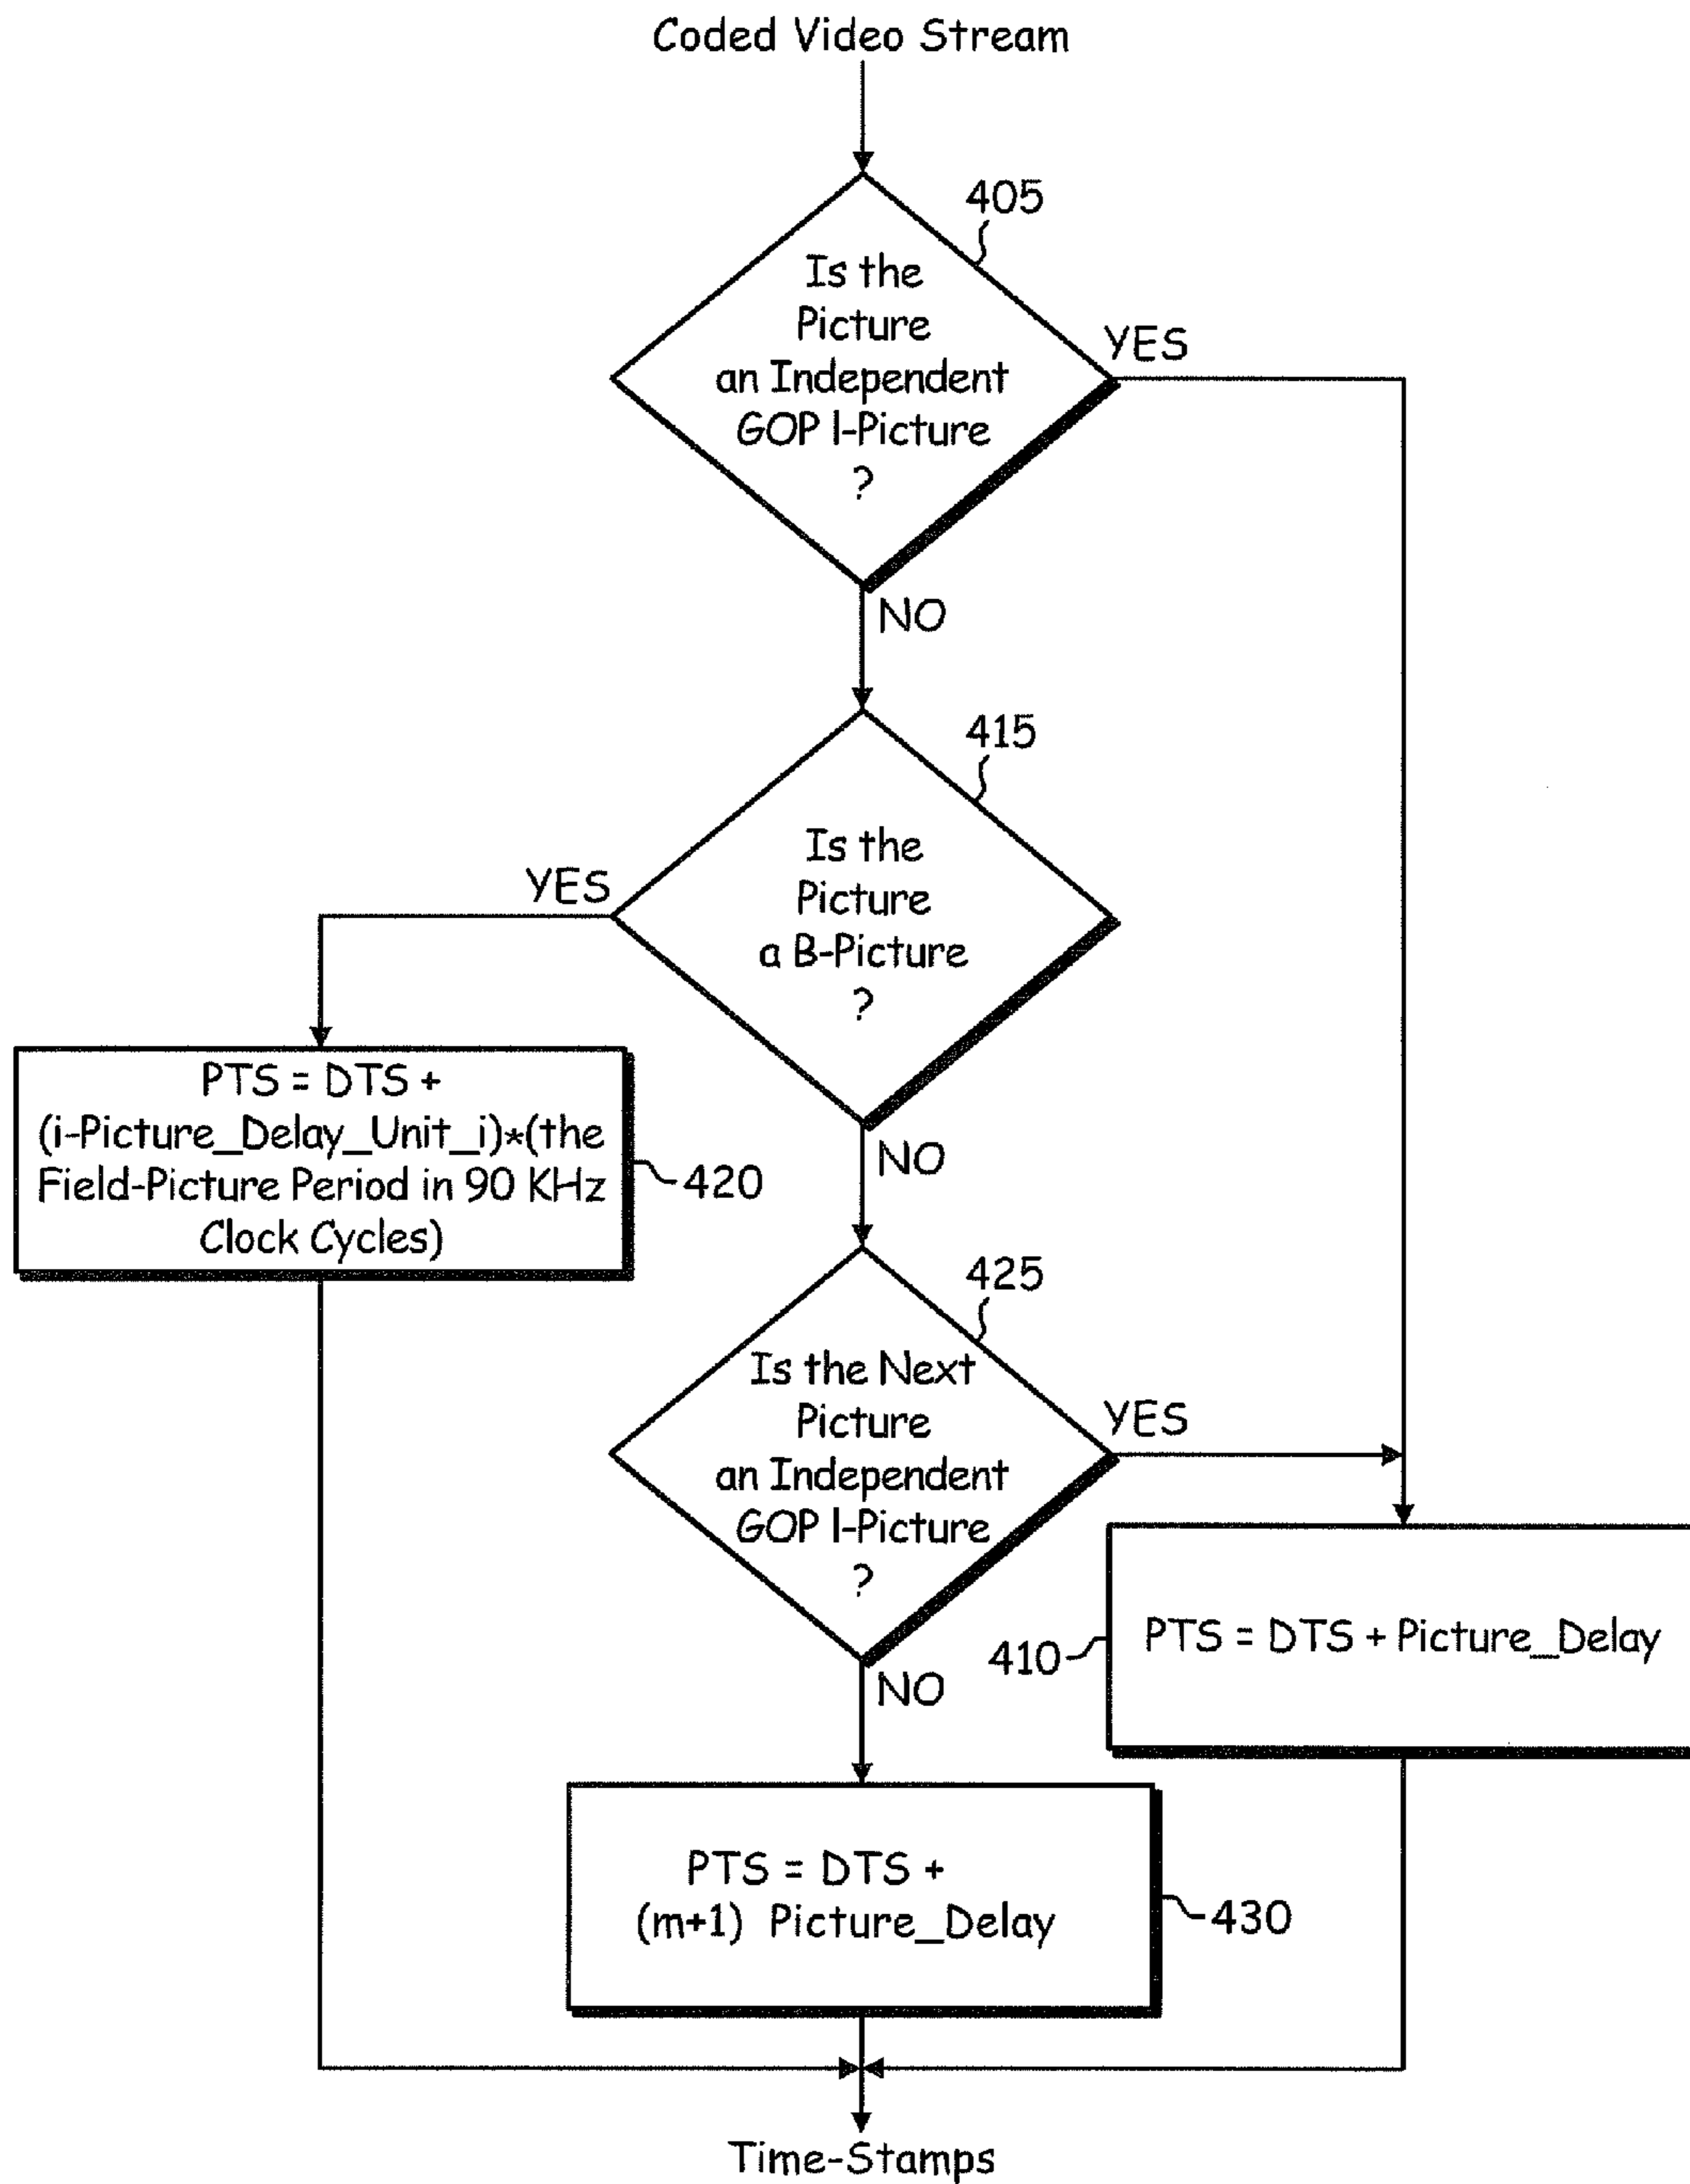 Coded Video Stream
405
Is the
Picture
an Independent
GOP I-Picture
?
YES
NO
415
Is the
Picture
a B-Picture
?
YES
NO
PTS = DTS +
(i-Picture_Delay_Unit_i)*(the
Field-Picture Period in 90 KHz
Clock Cycles)
420
425
Is the Next
Picture
an Independent
GOP I-Picture
?
YES
NO
410
PTS = DTS + Picture_Delay
PTS = DTS +
(m+1) Picture_Delay
430
Time-Stamps